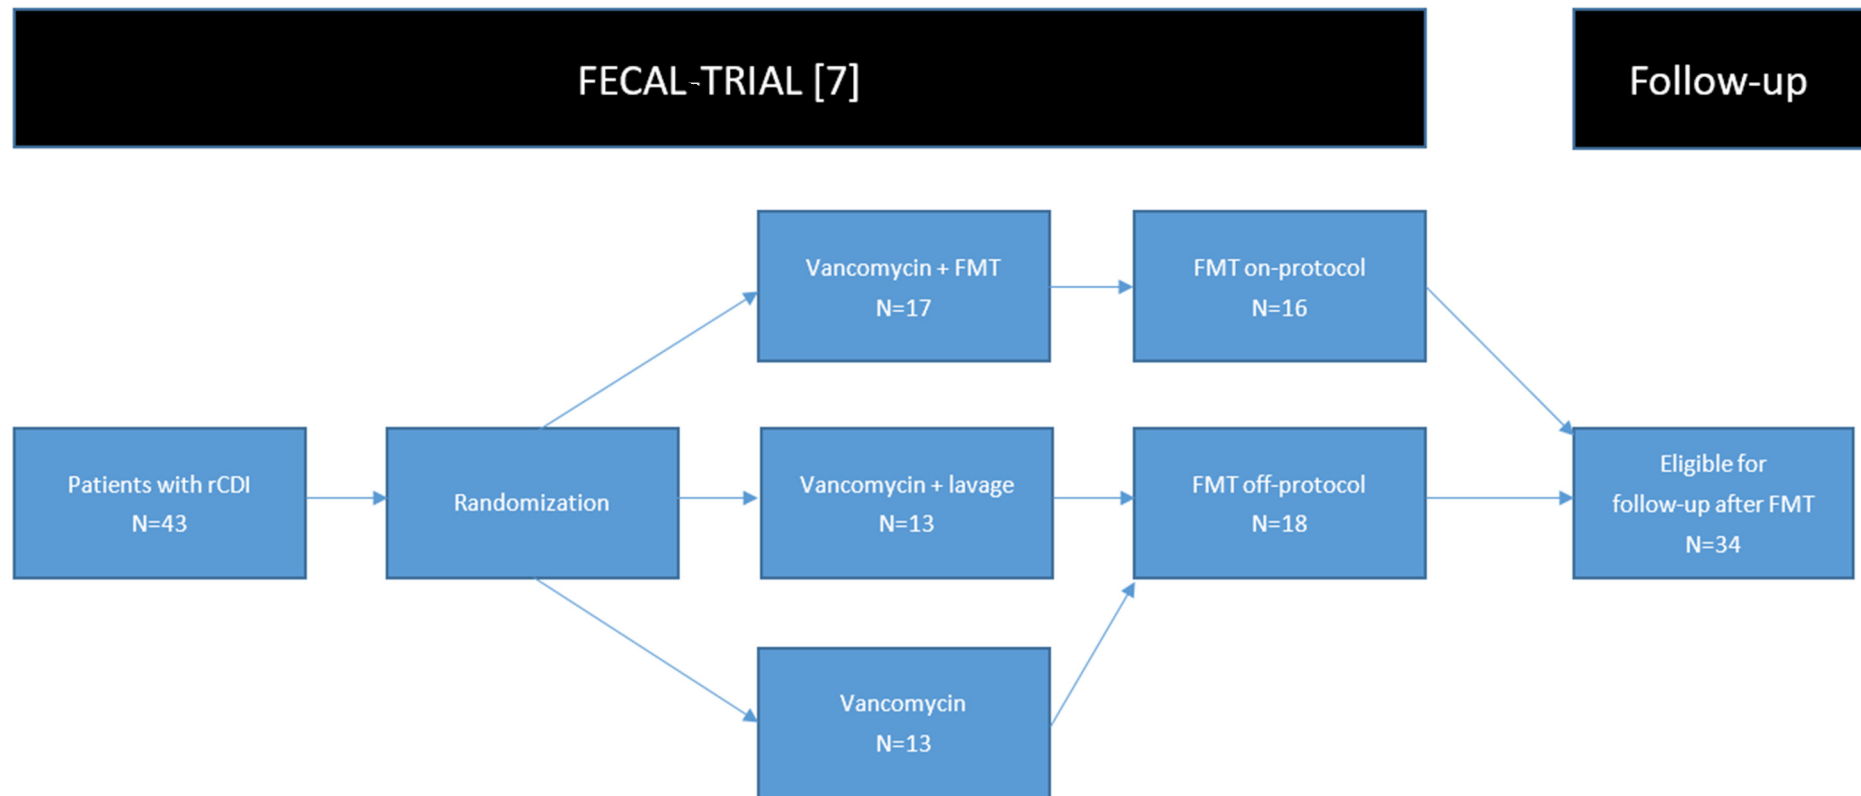 FECAL-TRIAL [7]
Follow-up
Vancomycin + FMT
N=17
FMT on-protocol
N=16
Patients with rCDI
N=43
Randomization
Vancomycin + lavage
N=13
FMT off-protocol
N=18
Eligible for
follow-up after FMT
N=34
Vancomycin
N=13